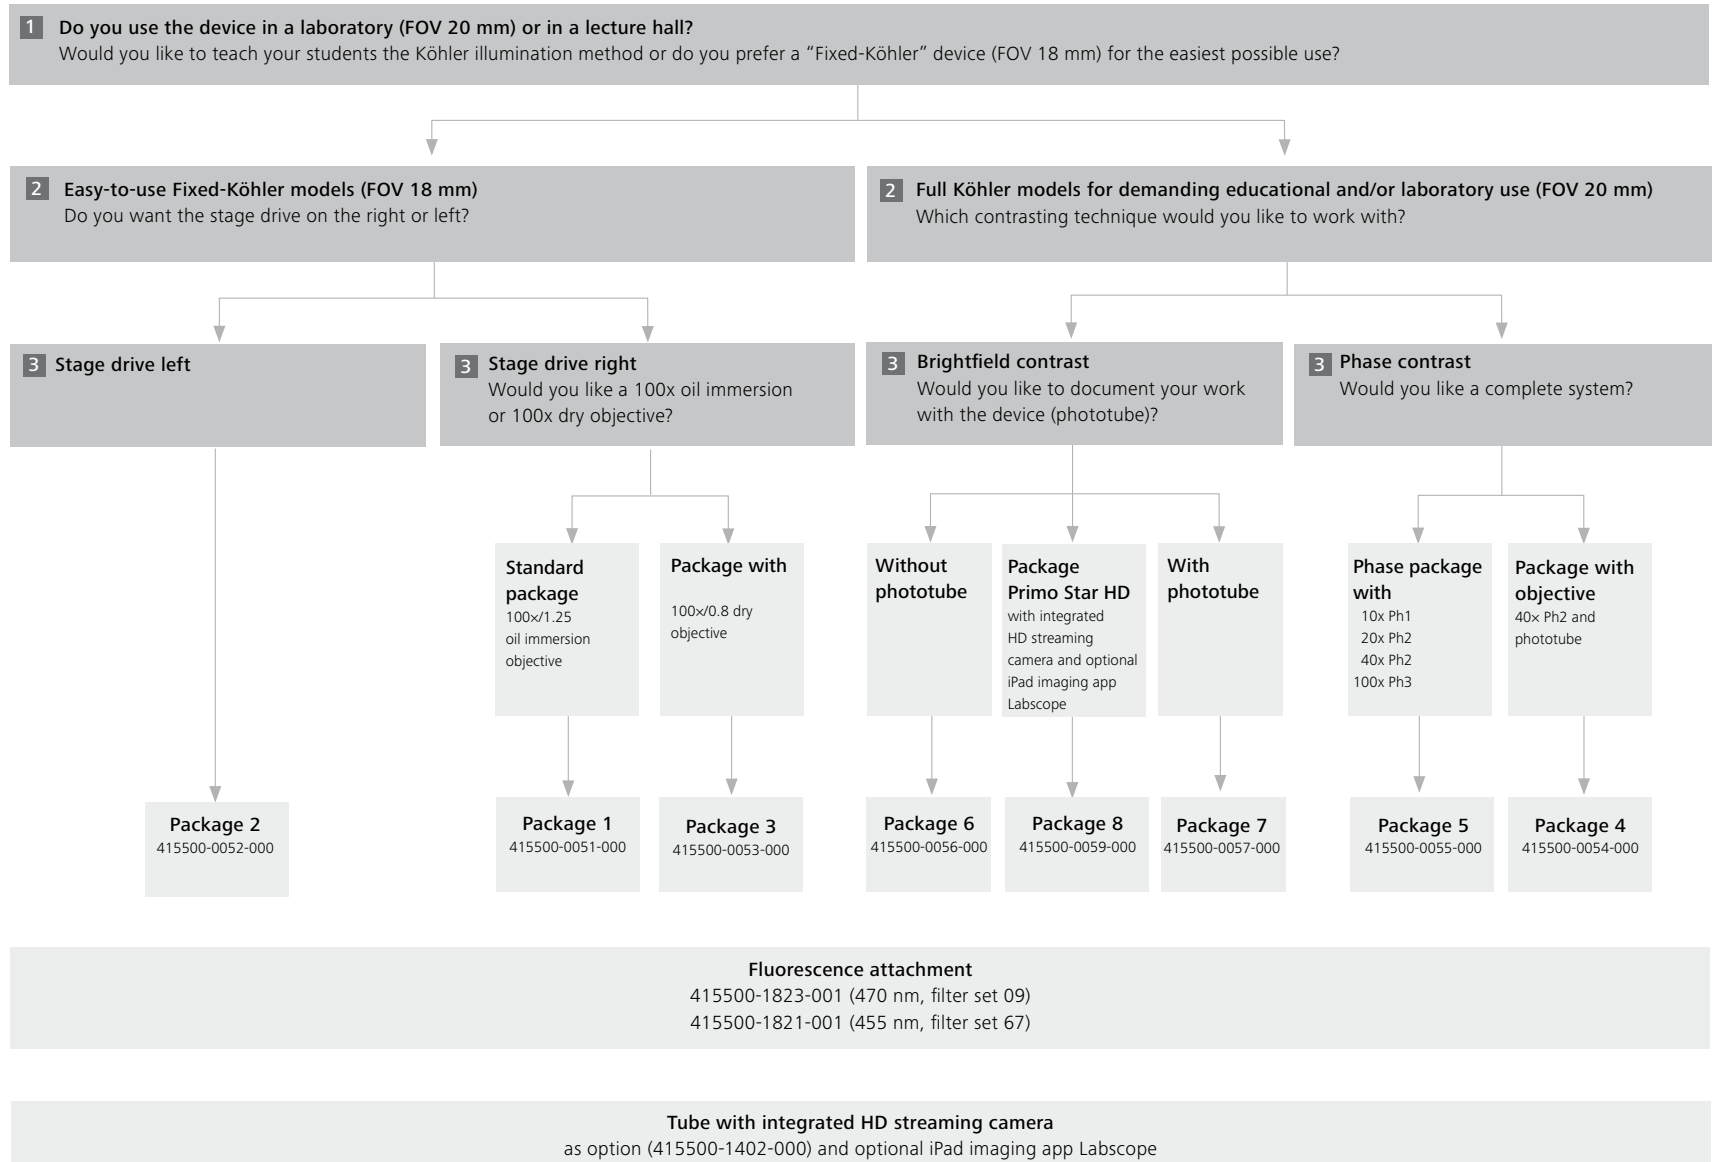 1 Do you use the device in a laboratory (FOV 20 mm) or in a lecture hall?
Would you like to teach your students the Köhler illumination method or do you prefer a “Fixed-Köhler” device (FOV 18 mm) for the easiest possible use?
2 Easy-to-use Fixed-Köhler models (FOV 18 mm)
Do you want the stage drive on the right or left?
2 Full Köhler models for demanding educational and/or laboratory use (FOV 20 mm)
Which contrasting technique would you like to work with?
3 Stage drive left
3 Stage drive right
Would you like a 100x oil immersion
or 100x dry objective?
3 Brightfield contrast
Would you like to document your work
with the device (phototube)?
3 Phase contrast
Would you like a complete system?
Standard
package
100×/1.25
oil immersion
objective
Package with
100×/0.8 dry
objective
Without
phototube
Package
Primo Star HD
with integrated
HD streaming
camera and optional
iPad imaging app
Labscope
With
phototube
Phase package
with
10x Ph1
20x Ph2
40x Ph2
100x Ph3
Package with
objective
40× Ph2 and
phototube
Package 2
415500-0052-000
Package 1
415500-0051-000
Package 3
415500-0053-000
Package 6
415500-0056-000
Package 8
415500-0059-000
Package 7
415500-0057-000
Package 5
415500-0055-000
Package 4
415500-0054-000
Fluorescence attachment
415500-1823-001 (470 nm, filter set 09)
415500-1821-001 (455 nm, filter set 67)
Tube with integrated HD streaming camera
as option (415500-1402-000) and optional iPad imaging app Labscope